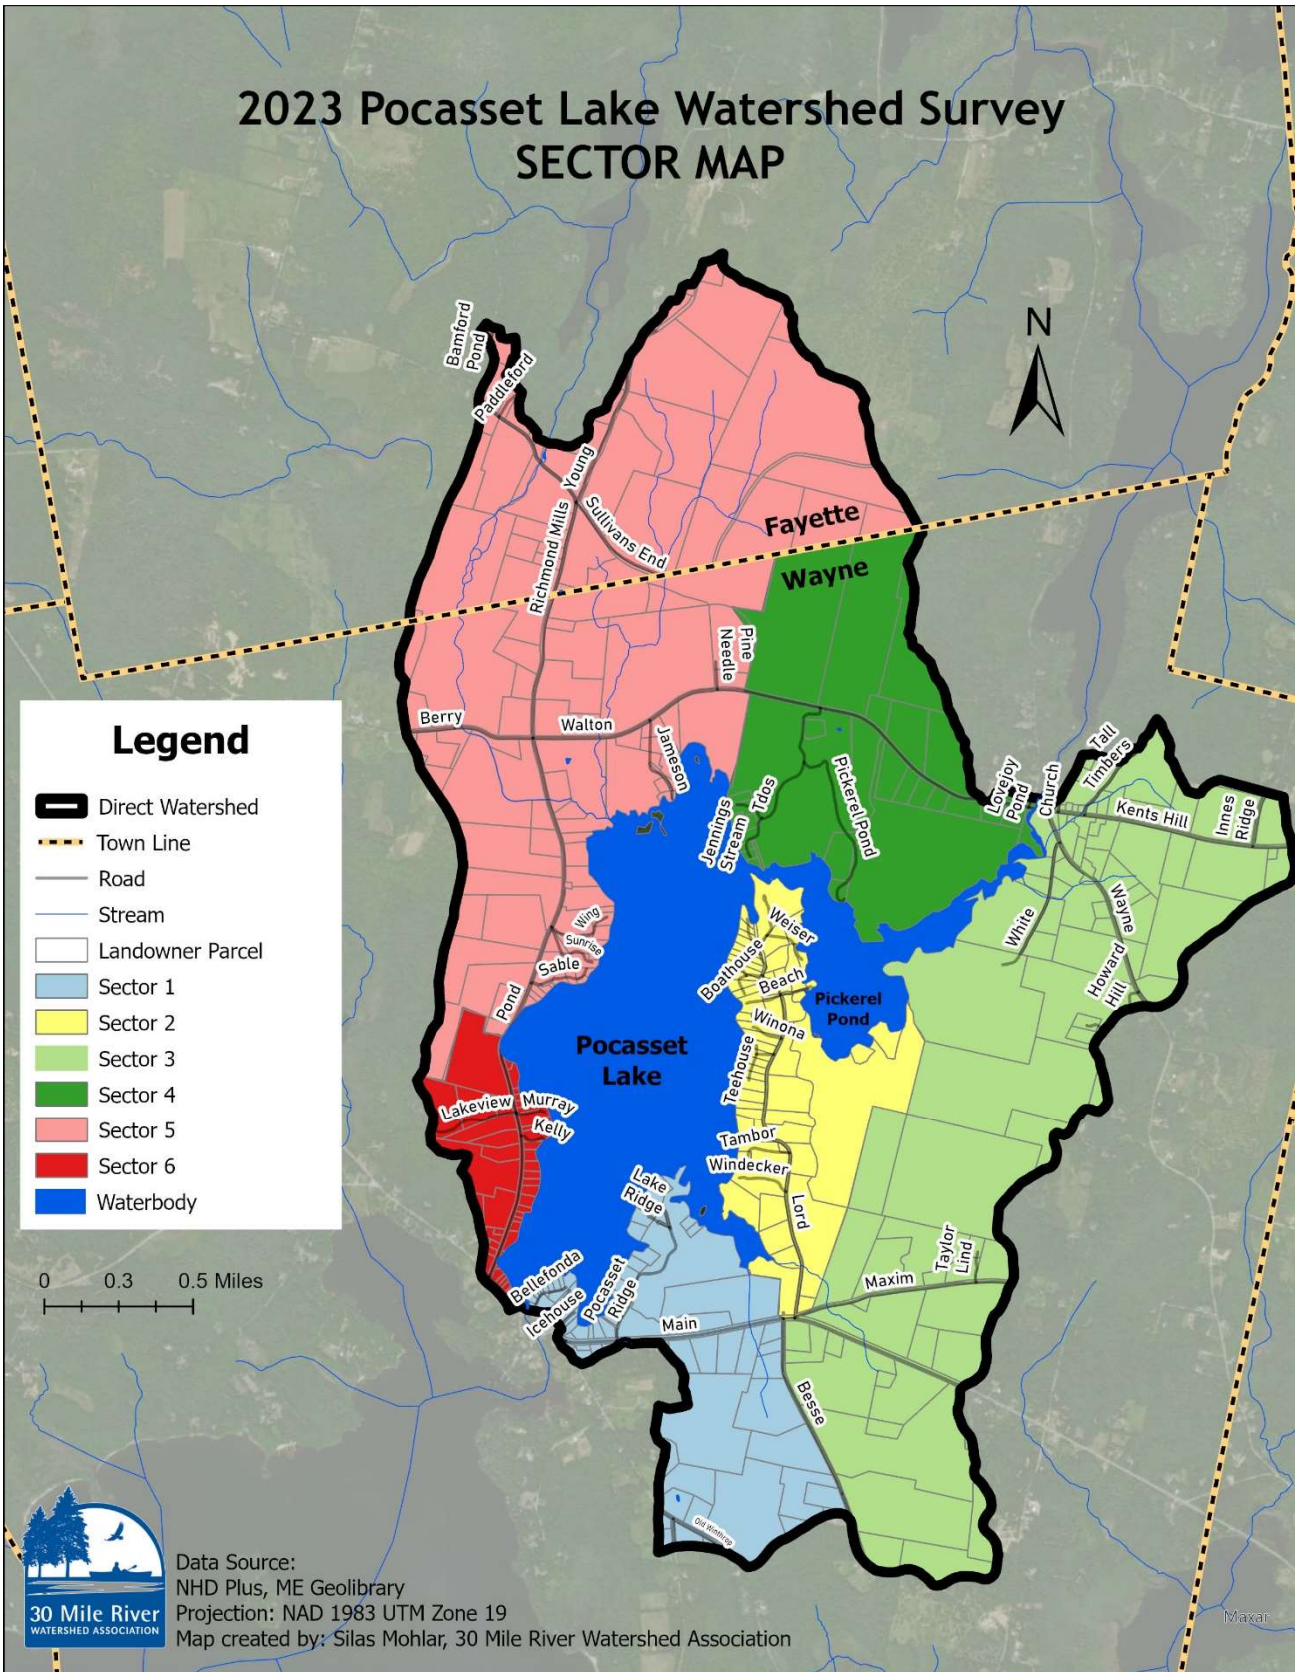 2023 Pocasset Lake Watershed Survey
SECTOR MAP
N
Bamford
Pond
Paddleford
Young
Richmond Mills
Sullivans End
Fayette
Wayne
Pine
Needle
Berry
Walton
Jameson
Jennings
Stream
Tdos
Pickerel Pond
Lovejoy
Pond
Church
Tall
Timbers
Kents Hill
Innes
Ridge
White
Wayne
Howard
Hill
Wing
Sunrise
Sable
Pond
Weiser
Boathouse
Beach
Winona
Teehouse
Pickerel
Pond
Pocasset
Lake
Lakeview
Murray
Kelly
Tambor
Windecker
Lord
Lake
Ridge
Bellefonda
Icehouse
Pocasset
Ridge
Main
Maxim
Taylor
Lind
Besse
Old Winthrop
Legend
Direct Watershed
Town Line
Road
Stream
Landowner Parcel
Sector 1
Sector 2
Sector 3
Sector 4
Sector 5
Sector 6
Waterbody
0 0.3 0.5 Miles
30 Mile River
WATERSHED ASSOCIATION
Data Source:
NHD Plus, ME Geolibrary
Projection: NAD 1983 UTM Zone 19
Map created by: Silas Mohlar, 30 Mile River Watershed Association
Maxar